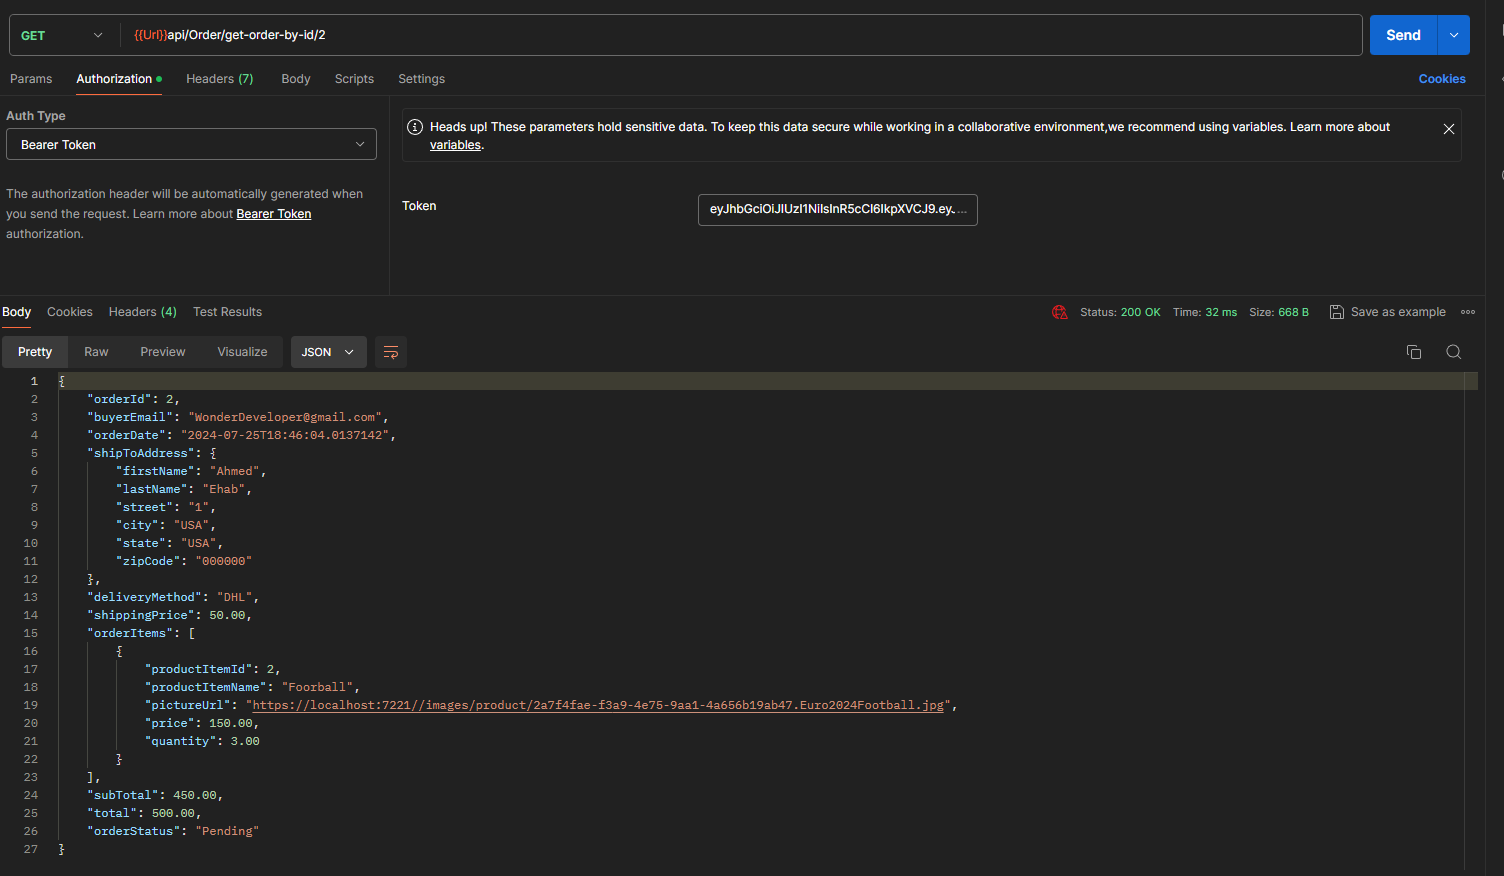 GET {{Url}}api/Order/get-order-by-id/2 Send
Params Authorization Headers (7) Body Scripts Settings Cookies
Auth Type
Bearer Token
The authorization header will be automatically generated when
you send the request. Learn more about Bearer Token
authorization.
Heads up! These parameters hold sensitive data. To keep this data secure while working in a collaborative environment,we recommend using variables. Learn more about
variables.
Token eyJhbGciOiJIUzI1NiIsInR5cCI6IkpXVCJ9.eyJ...
Body Cookies Headers (4) Test Results Status: 200 OK Time: 32 ms Size: 668 B Save as example
Pretty Raw Preview Visualize JSON
1 {
2 "orderId": 2,
3 "buyerEmail": "WonderDeveloper@gmail.com",
4 "orderDate": "2024-07-25T18:46:04.0137142",
5 "shipToAddress": {
6 "firstName": "Ahmed",
7 "lastName": "Ehab",
8 "street": "1",
9 "city": "USA",
10 "state": "USA",
11 "zipCode": "000000"
12 },
13 "deliveryMethod": "DHL",
14 "shippingPrice": 50.00,
15 "orderItems": [
16 {
17 "productItemId": 2,
18 "productItemName": "Foorball",
19 "pictureUrl": "https://localhost:7221//images/product/2a7f4fae-f3a9-4e75-9aa1-4a656b19ab47.Euro2024Football.jpg",
20 "price": 150.00,
21 "quantity": 3.00
22 }
23 ],
24 "subTotal": 450.00,
25 "total": 500.00,
26 "orderStatus": "Pending"
27 }